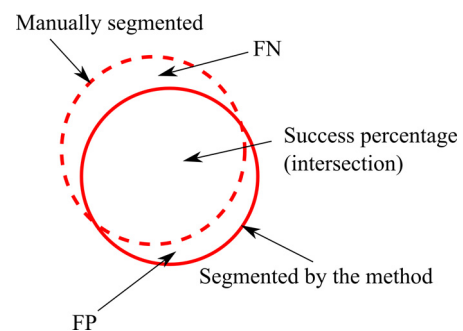 Manually segmented
FN
Success percentage
(intersection)
Segmented by the method
FP